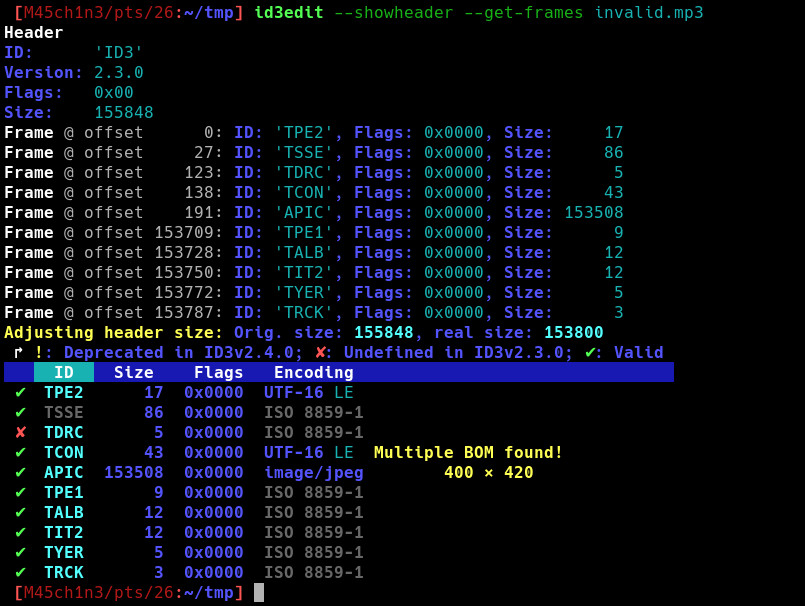 [M45ch1n3/pts/26:~/tmp] id3edit --showheader --get-frames invalid.mp3
Header
ID:      'ID3'
Version: 2.3.0
Flags:   0x00
Size:    155848
Frame @ offset      0: ID: 'TPE2', Flags: 0x0000, Size:     17
Frame @ offset     27: ID: 'TSSE', Flags: 0x0000, Size:     86
Frame @ offset    123: ID: 'TDRC', Flags: 0x0000, Size:      5
Frame @ offset    138: ID: 'TCON', Flags: 0x0000, Size:     43
Frame @ offset    191: ID: 'APIC', Flags: 0x0000, Size: 153508
Frame @ offset 153709: ID: 'TPE1', Flags: 0x0000, Size:      9
Frame @ offset 153728: ID: 'TALB', Flags: 0x0000, Size:     12
Frame @ offset 153750: ID: 'TIT2', Flags: 0x0000, Size:     12
Frame @ offset 153772: ID: 'TYER', Flags: 0x0000, Size:      5
Frame @ offset 153787: ID: 'TRCK', Flags: 0x0000, Size:      3
Adjusting header size: Orig. size: 155848, real size: 153800
↱ !: Deprecated in ID3v2.4.0; ✘: Undefined in ID3v2.3.0; ✔: Valid
ID    Size    Flags   Encoding
✔ TPE2      17  0x0000  UTF-16 LE
✔ TSSE      86  0x0000  ISO 8859-1
✘ TDRC       5  0x0000  ISO 8859-1
✔ TCON      43  0x0000  UTF-16 LE  Multiple BOM found!
✔ APIC  153508  0x0000  image/jpeg        400 × 420
✔ TPE1       9  0x0000  ISO 8859-1
✔ TALB      12  0x0000  ISO 8859-1
✔ TIT2      12  0x0000  ISO 8859-1
✔ TYER       5  0x0000  ISO 8859-1
✔ TRCK       3  0x0000  ISO 8859-1
[M45ch1n3/pts/26:~/tmp]